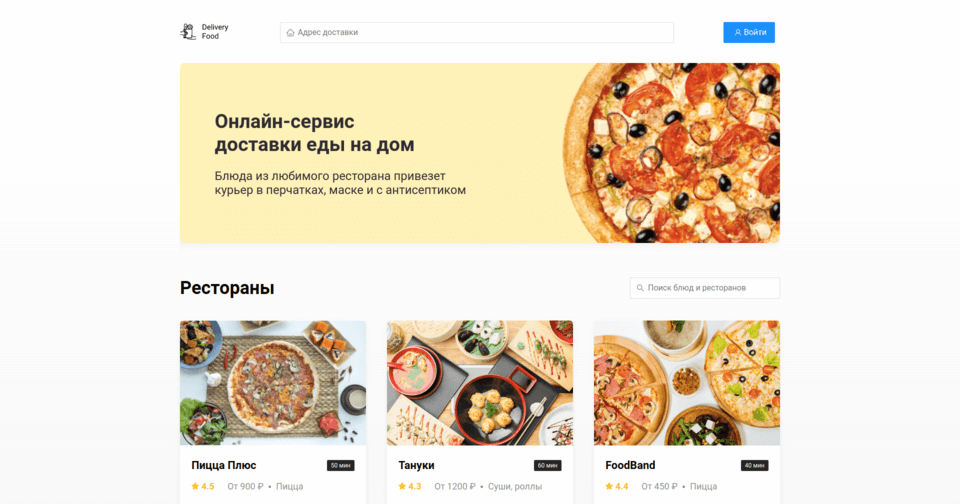 Delivery
Food
Адрес доставки
Войти
Онлайн-сервис
доставки еды на дом
Блюда из любимого ресторана привезет
курьер в перчатках, маске и с антисептиком
Рестораны
Поиск блюд и ресторанов
Пицца Плюс
50 мин
4.5 От 900 ₽ • Пицца
Тануки
60 мин
4.3 От 1200 ₽ • Суши, роллы
FoodBand
40 мин
4.4 От 450 ₽ • Пицца